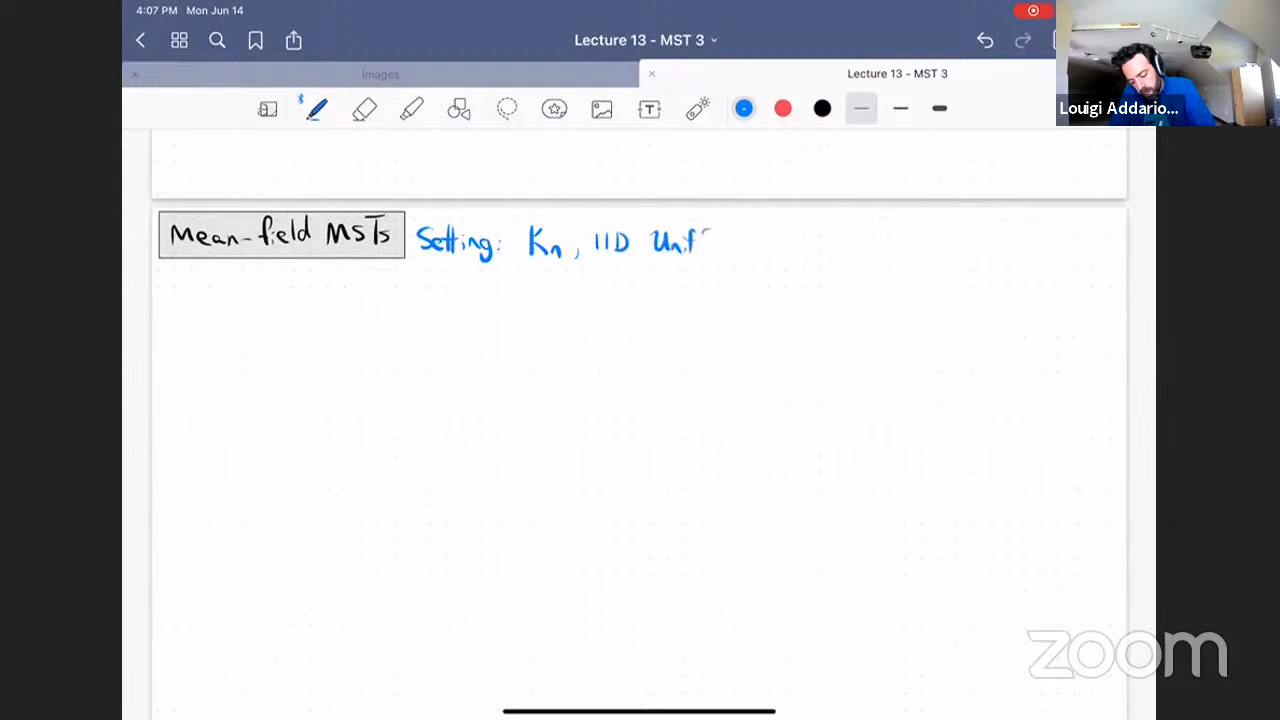 4:07 PM Mon Jun 14
Lecture 13 - MST 3
Images
Lecture 13 - MST 3
Louigi Addario...
Mean-field MSTs Setting: Kn, IID Unif
zoom